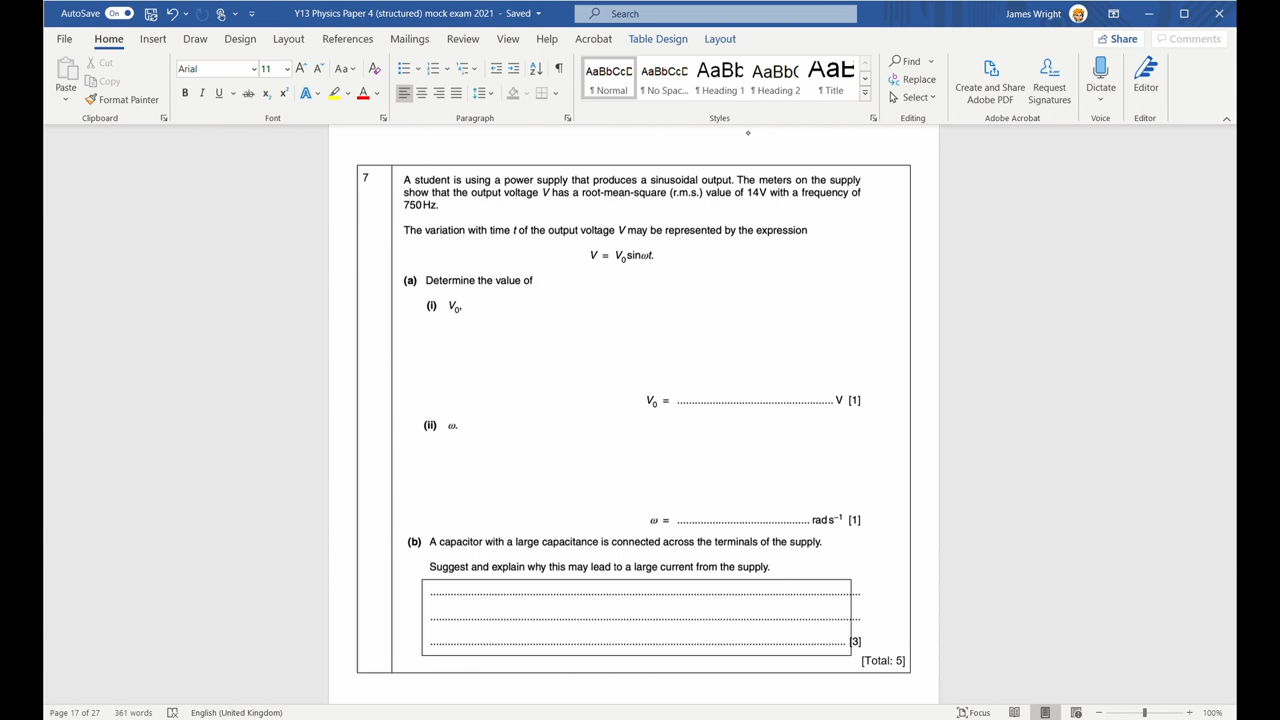 AutoSave On Y13 Physics Paper 4 (structured) mock exam 2021 - Saved Search James Wright
File Home Insert Draw Design Layout References Mailings Review View Help Acrobat Table Design Layout Share Comments
Paste Cut Copy Format Painter
Arial 11 A A Aa A
B I U ab x₂ x² A A
AaBbCcD AaBbCcD AaBb AaBbC AaB
¶ Normal ¶ No Spac... ¶ Heading 1 ¶ Heading 2 ¶ Title
Find Replace Select
Create and Share Adobe PDF Request Signatures Dictate Editor
Clipboard Font Paragraph Styles Editing Adobe Acrobat Voice Editor
7
A student is using a power supply that produces a sinusoidal output. The meters on the supply
show that the output voltage V has a root-mean-square (r.m.s.) value of 14V with a frequency of
750Hz.
The variation with time t of the output voltage V may be represented by the expression
V = V₀ sinωt.
(a) Determine the value of
(i) V₀,
V₀ = ..................................................... V [1]
(ii) ω.
ω = ............................................. rad s⁻¹ [1]
(b) A capacitor with a large capacitance is connected across the terminals of the supply.
Suggest and explain why this may lead to a large current from the supply.
..................................................................................................................................................
..................................................................................................................................................
............................................................................................................................................. [3]
[Total: 5]
Page 17 of 27 361 words English (United Kingdom) Focus 100%